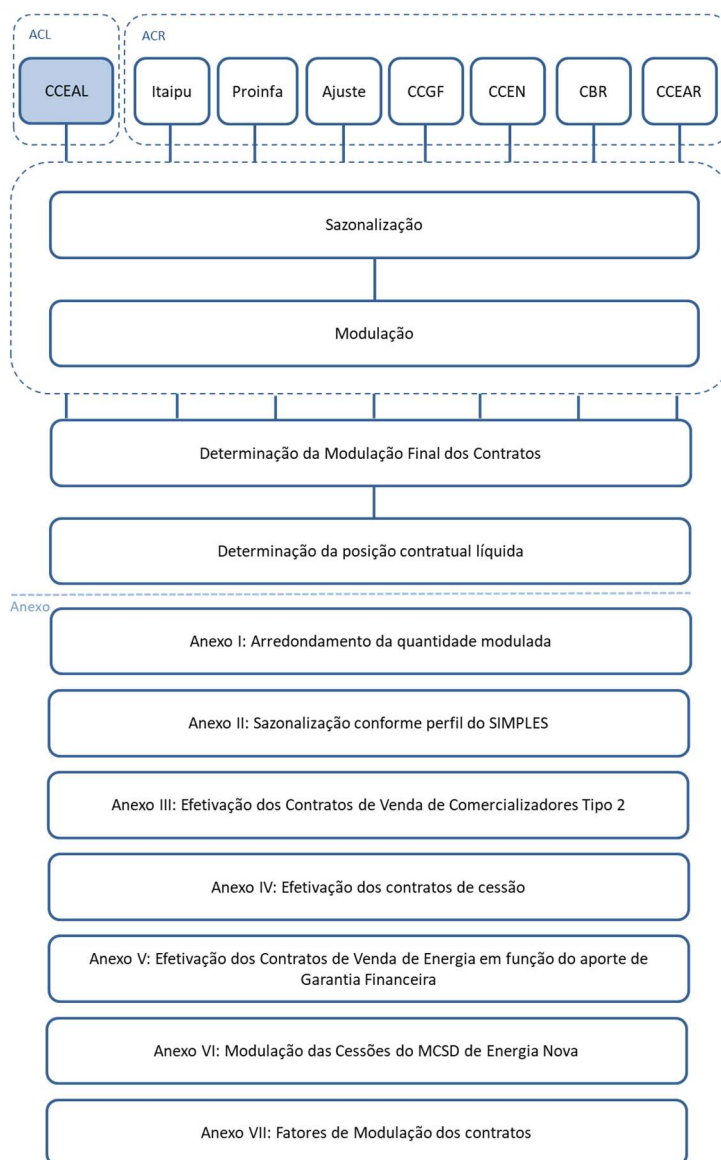 ACL
ACR
CCEAL
Itaipu
Proinfa
Ajuste
CCGF
CCEN
CBR
CCEAR
Sazonalização
Modulação
Determinação da Modulação Final dos Contratos
Determinação da posição contratual líquida
Anexo
Anexo I: Arredondamento da quantidade modulada
Anexo II: Sazonalização conforme perfil do SIMPLES
Anexo III: Efetivação dos Contratos de Venda de Comercializadores Tipo 2
Anexo IV: Efetivação dos contratos de cessão
Anexo V: Efetivação dos Contratos de Venda de Energia em função do aporte de
Garantia Financeira
Anexo VI: Modulação das Cessões do MCSD de Energia Nova
Anexo VII: Fatores de Modulação dos contratos